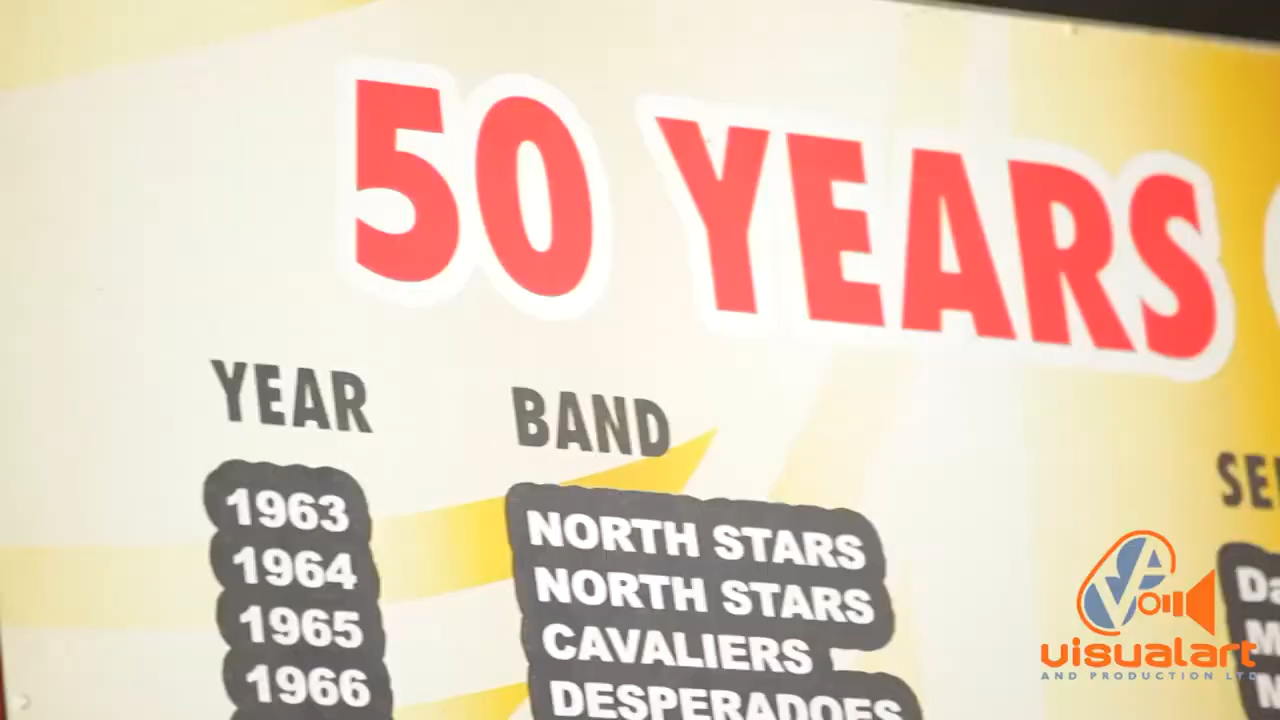 50 YEARS
YEAR BAND
1963 NORTH STARS
1964 NORTH STARS
1965 CAVALIERS
1966 DESPERADOES
visualart
AND PRODUCTION LTD